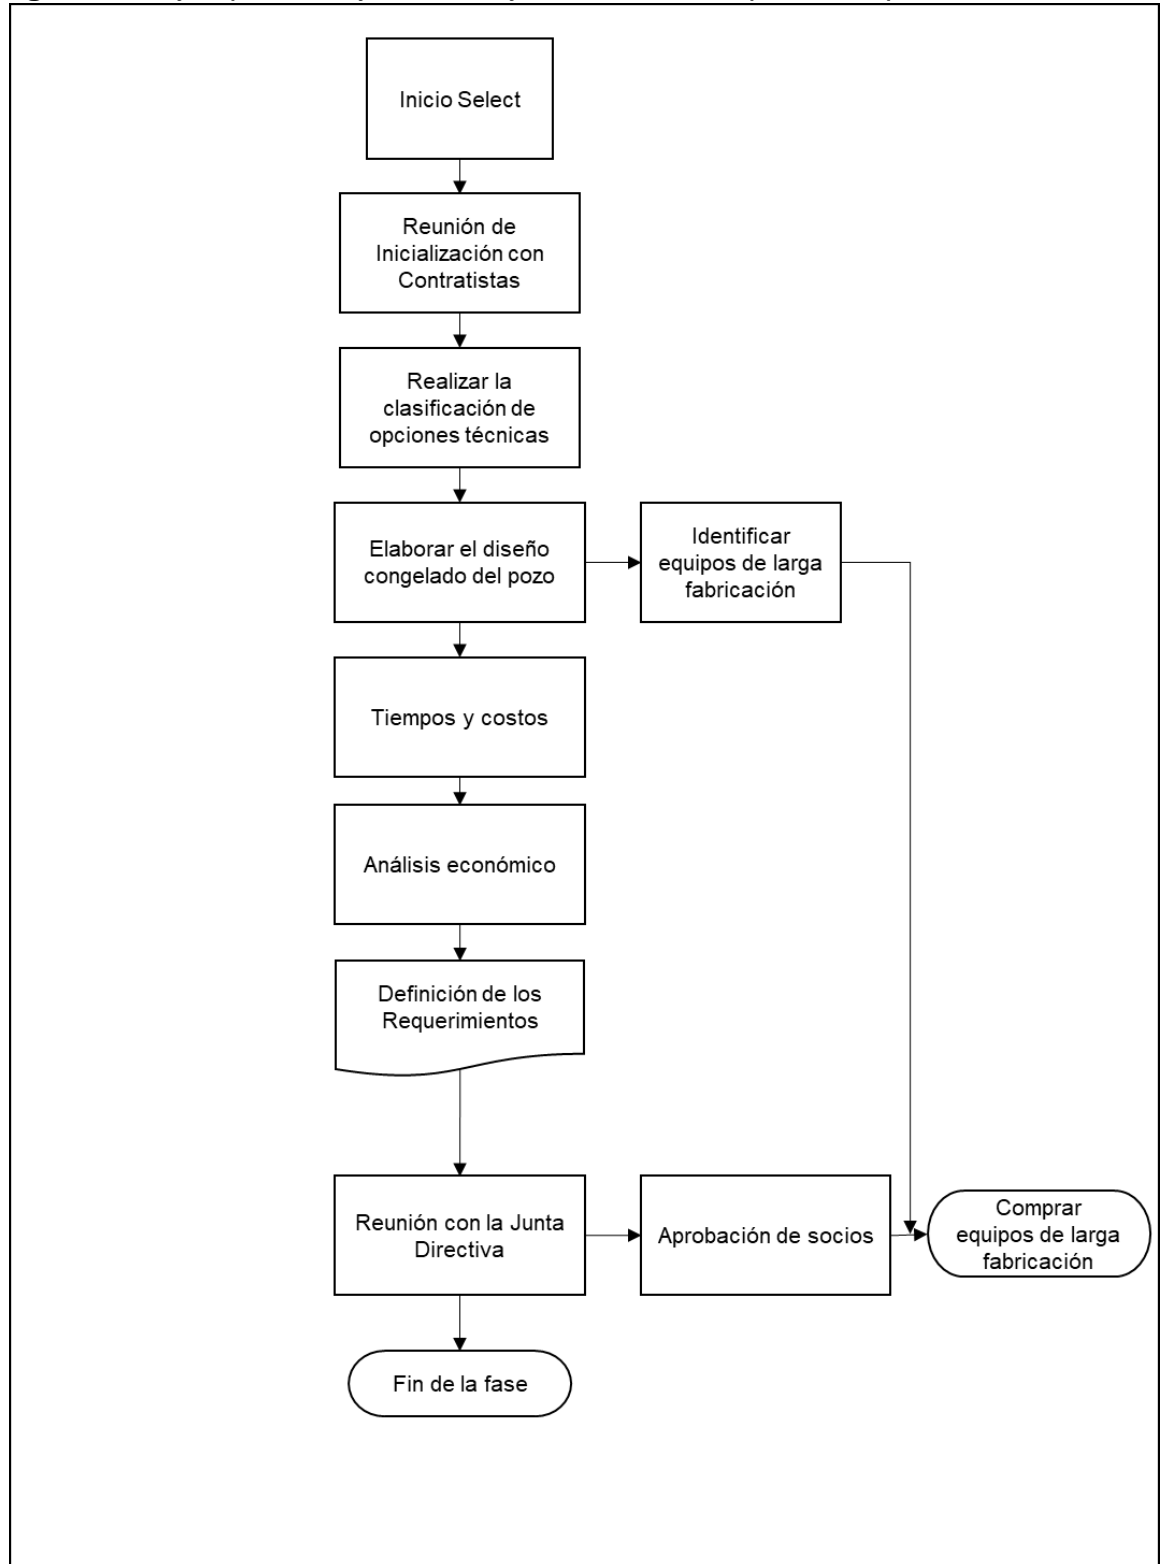 Inicio Select
Reunión de
Inicialización con
Contratistas
Realizar la
clasificación de
opciones técnicas
Elaborar el diseño
congelado del pozo
Identificar
equipos de larga
fabricación
Tiempos y costos
Análisis económico
Definición de los
Requerimientos
Reunión con la Junta
Directiva
Aprobación de socios
Comprar
equipos de larga
fabricación
Fin de la fase